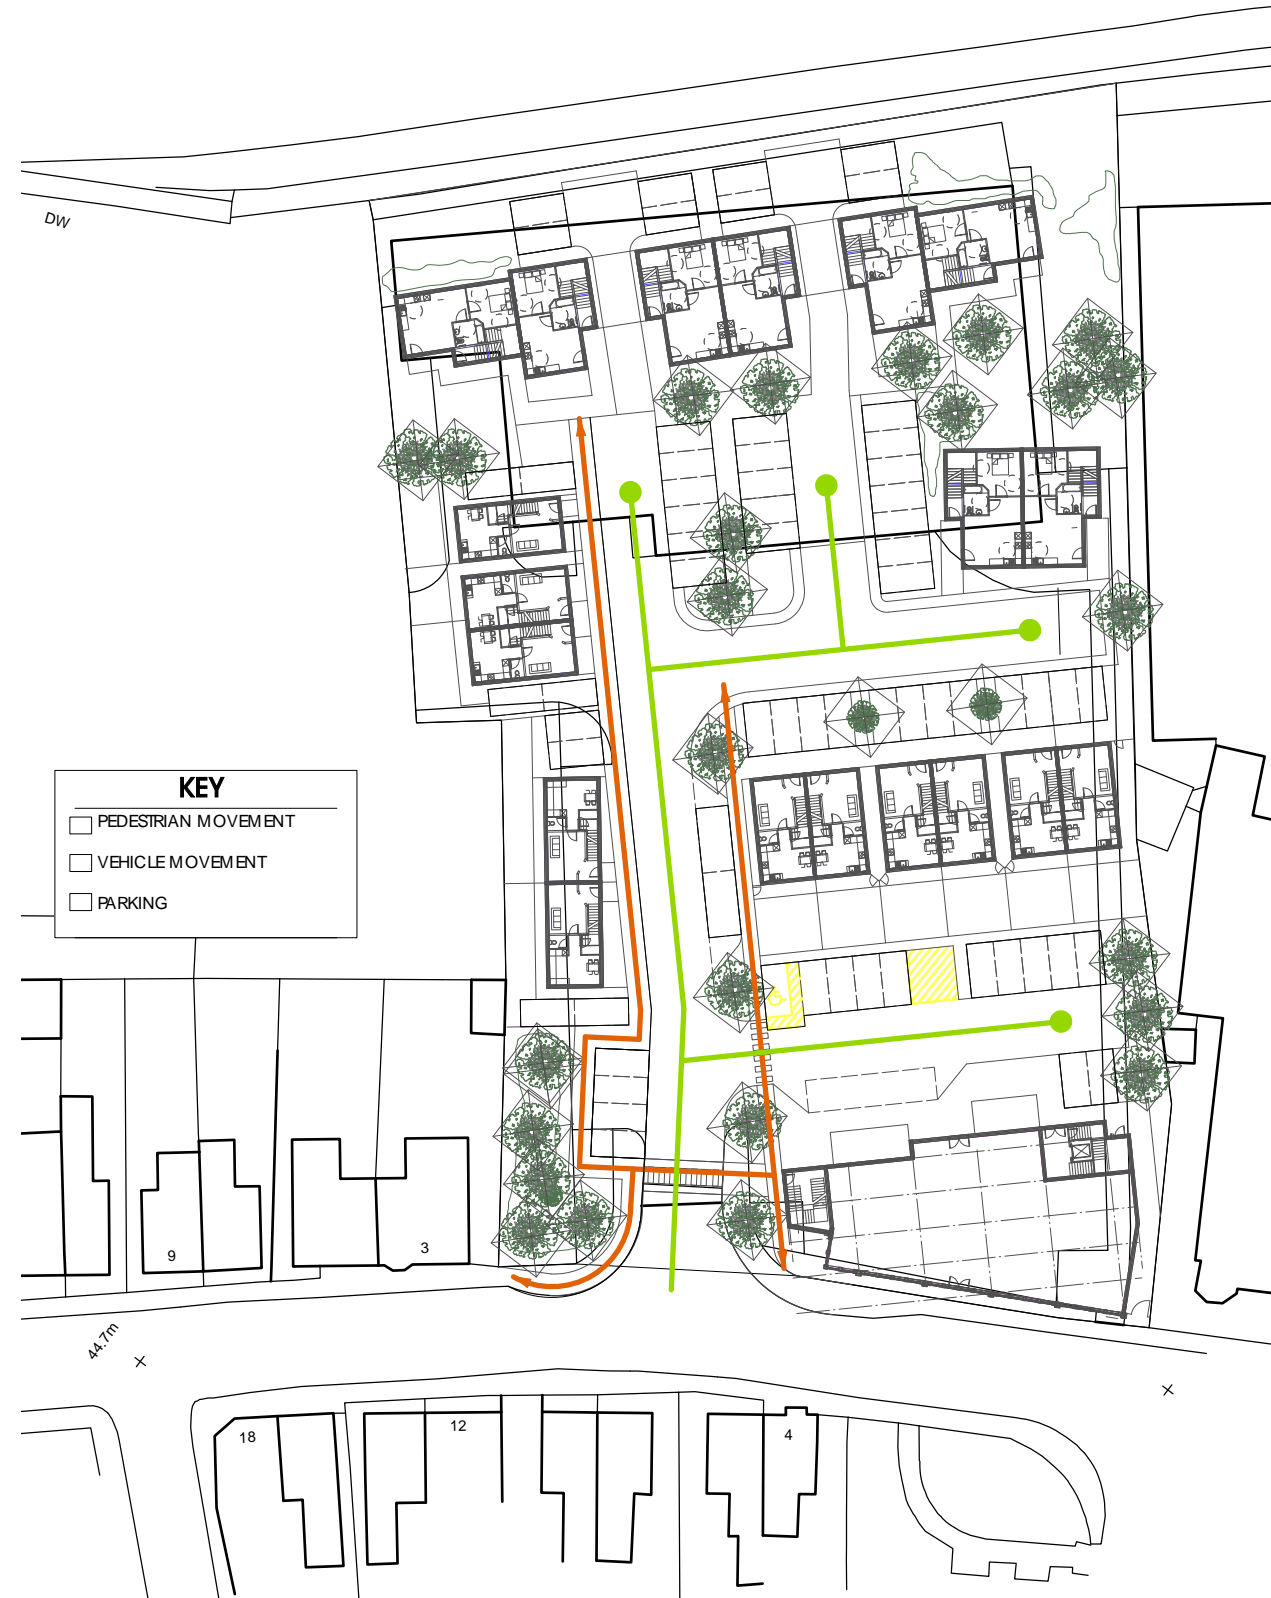 DW
KEY
PEDESTRIAN MOVEMENT
VEHICLE MOVEMENT
PARKING
9
3
44.7m
18
12
4